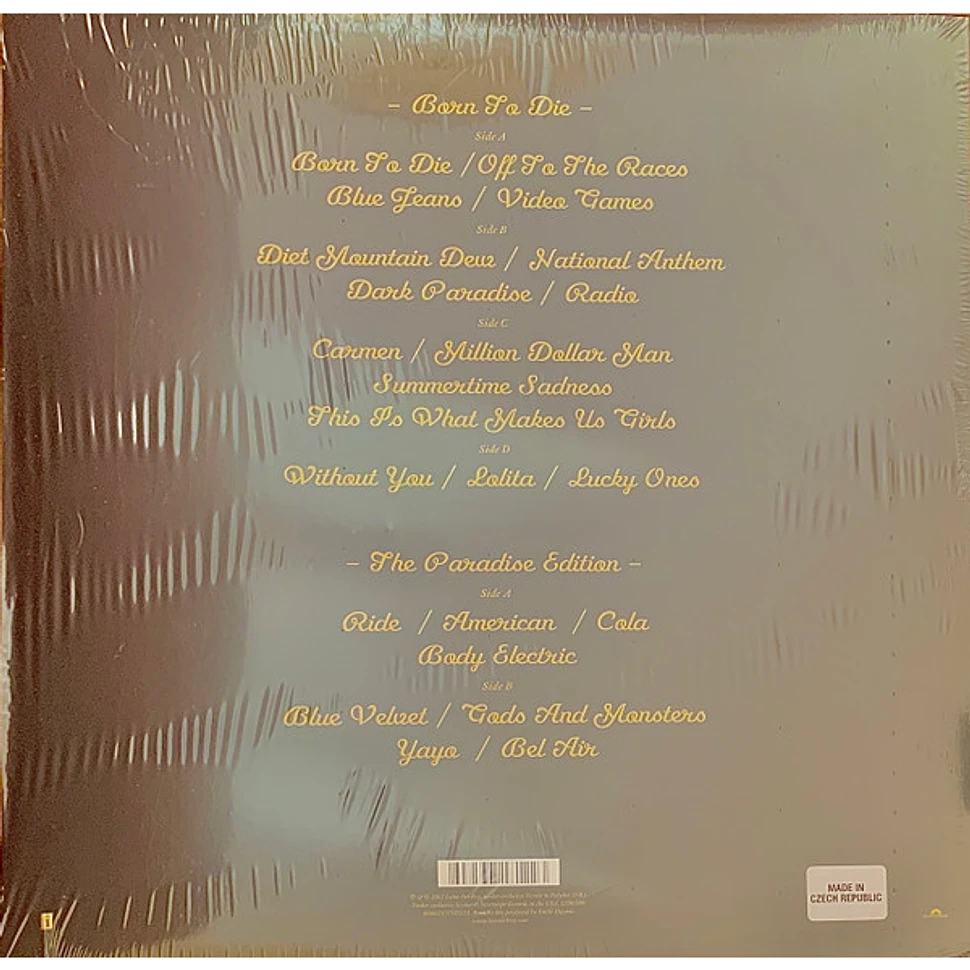 – Born To Die –
Side A
Born To Die / Off To The Races
Blue Jeans / Video Games
Side B
Diet Mountain Dew / National Anthem
Dark Paradise / Radio
Side C
Carmen / Million Dollar Man
Summertime Sadness
This Is What Makes Us Girls
Side D
Without You / Lolita / Lucky Ones
– The Paradise Edition –
Side A
Ride / American / Cola
Body Electric
Side B
Blue Velvet / Gods And Monsters
Yayo / Bel Air
MADE IN
CZECH REPUBLIC